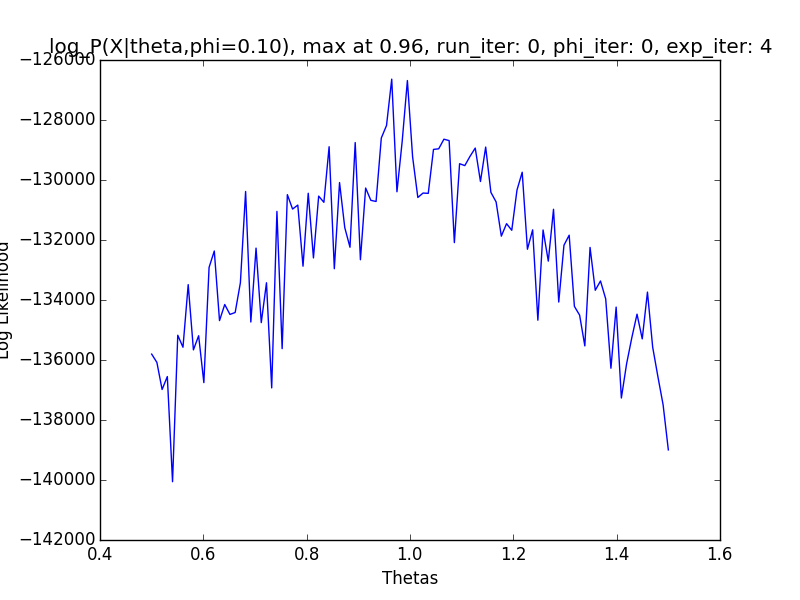 log_P(X|theta,phi=0.10), max at 0.96, run_iter: 0, phi_iter: 0, exp_iter: 4
−126000
−128000
−130000
−132000
−134000
−136000
−138000
−140000
−142000
Log Likelihood
0.4 0.6 0.8 1.0 1.2 1.4 1.6
Thetas